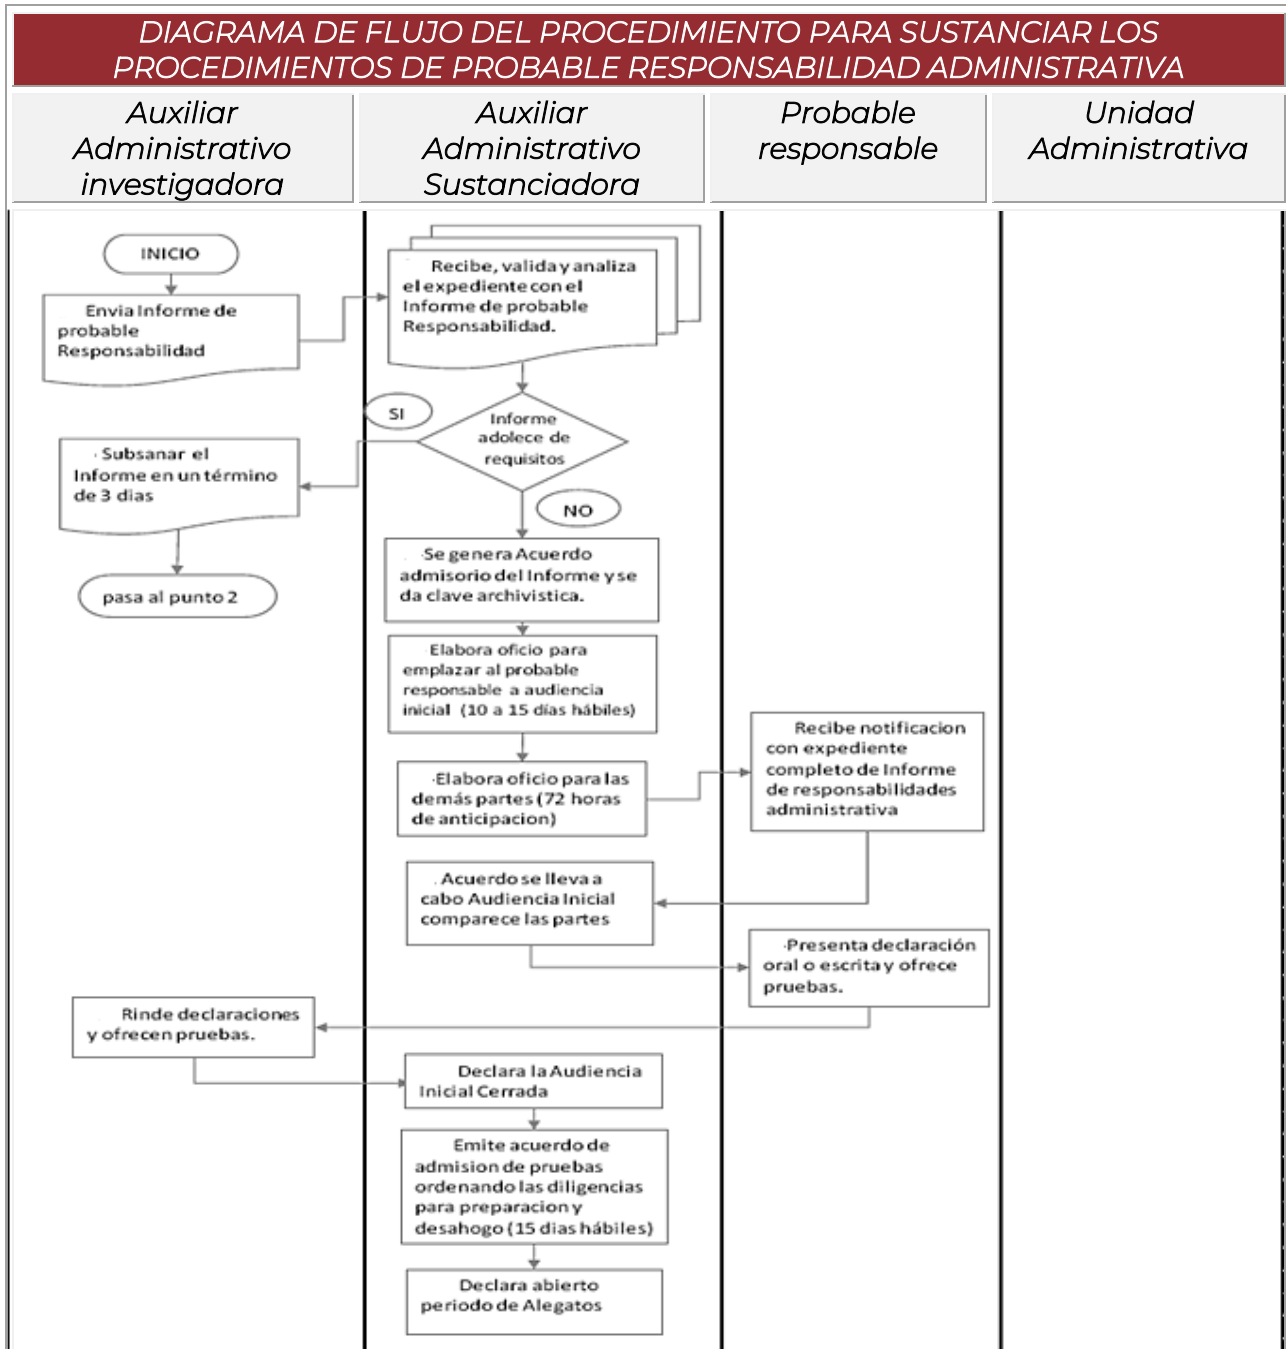 DIAGRAMA DE FLUJO DEL PROCEDIMIENTO PARA SUSTANCIAR LOS
PROCEDIMIENTOS DE PROBABLE RESPONSABILIDAD ADMINISTRATIVA
Auxiliar
Administrativo
investigadora
Auxiliar
Administrativo
Sustanciadora
Probable
responsable
Unidad
Administrativa
INICIO
Envia Informe de
probable
Responsabilidad
Recibe, valida y analiza
el expediente con el
Informe de probable
Responsabilidad.
SI
Informe
adolece de
requisitos
Subsanar el
Informe en un término
de 3 dias
NO
pasa al punto 2
Se genera Acuerdo
admisorio del Informe y se
da clave archivistica.
Elabora oficio para
emplazar al probable
responsable a audiencia
inicial (10 a 15 días hábiles)
Elabora oficio para las
demás partes (72 horas
de anticipacion)
Recibe notificacion
con expediente
completo de Informe
de responsabilidades
administrativa
Acuerdo se lleva a
cabo Audiencia Inicial
comparece las partes
Presenta declaración
oral o escrita y ofrece
pruebas.
Rinde declaraciones
y ofrecen pruebas.
Declara la Audiencia
Inicial Cerrada
Emite acuerdo de
admision de pruebas
ordenando las diligencias
para preparacion y
desahogo (15 dias hábiles)
Declara abierto
periodo de Alegatos